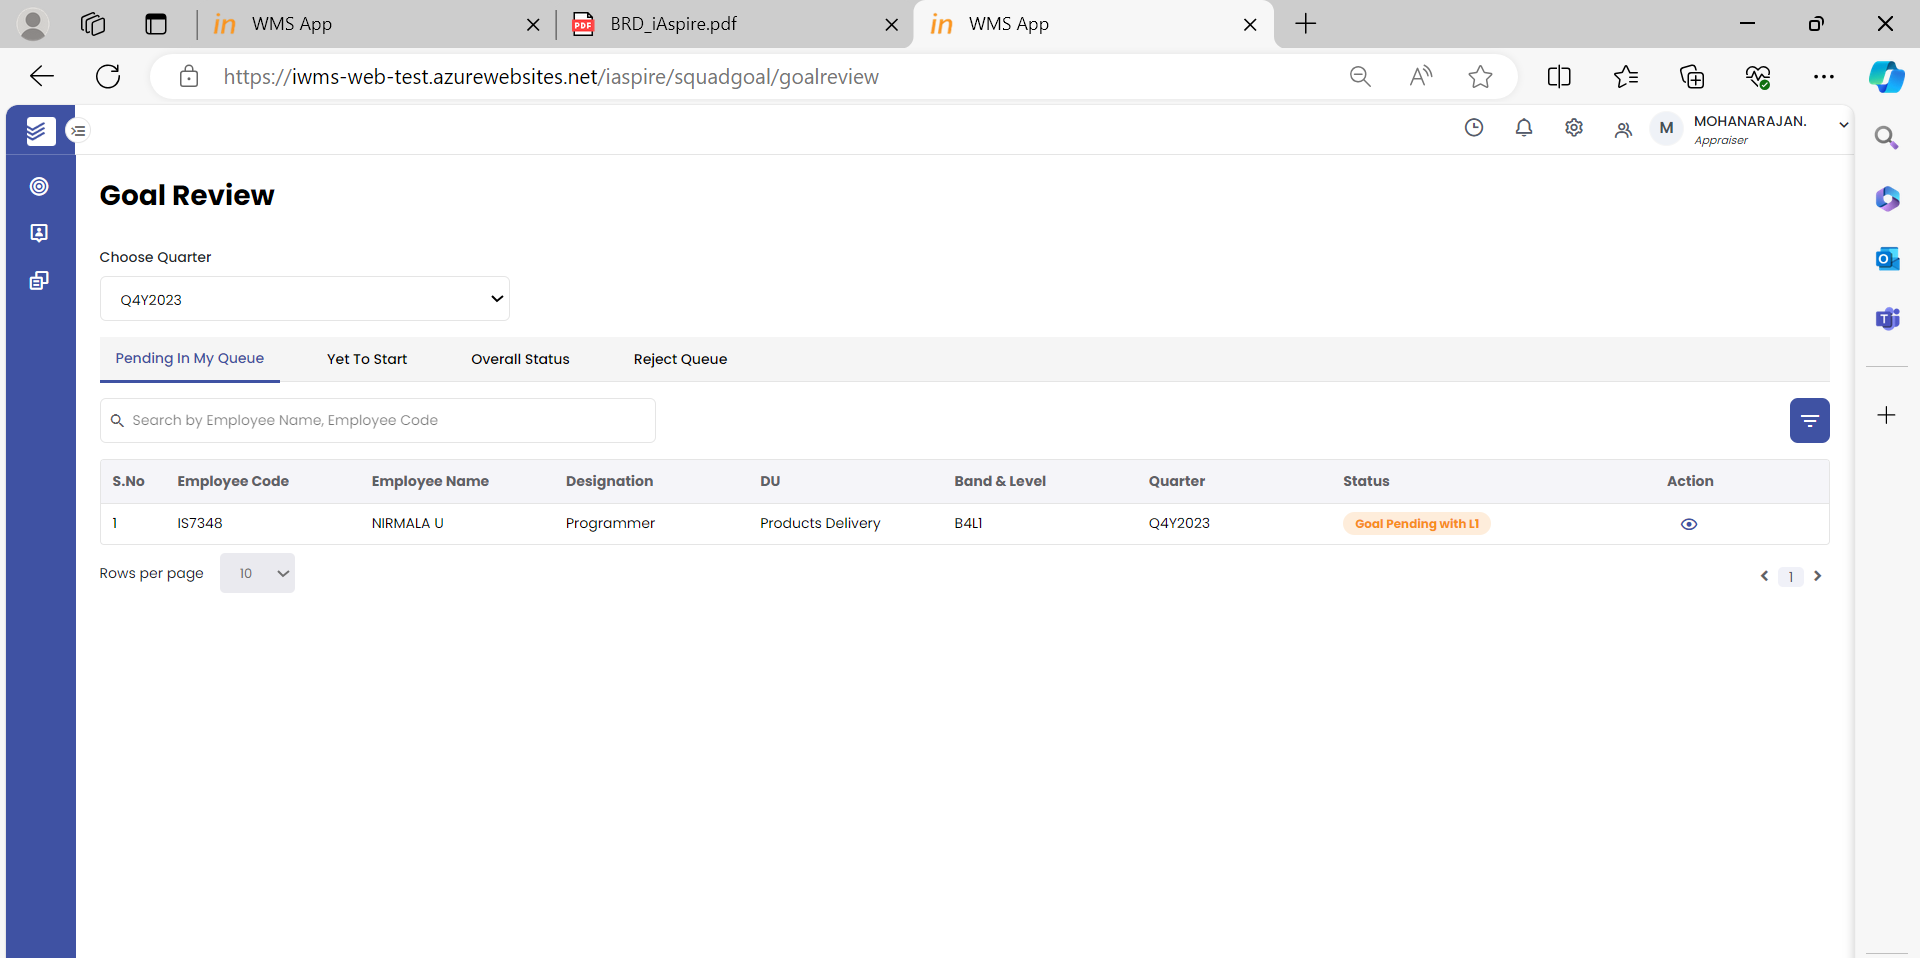 in WMS App
PDF BRD_iAspire.pdf
in WMS App
https://iwms-web-test.azurewebsites.net/iaspire/squadgoal/goalreview
M MOHANARAJAN.
Appraiser
Goal Review
Choose Quarter
Q4Y2023
Pending In My Queue Yet To Start Overall Status Reject Queue
Search by Employee Name, Employee Code
S.No Employee Code Employee Name Designation DU Band & Level Quarter Status Action
1 IS7348 NIRMALA U Programmer Products Delivery B4L1 Q4Y2023 Goal Pending with L1
Rows per page 10
1